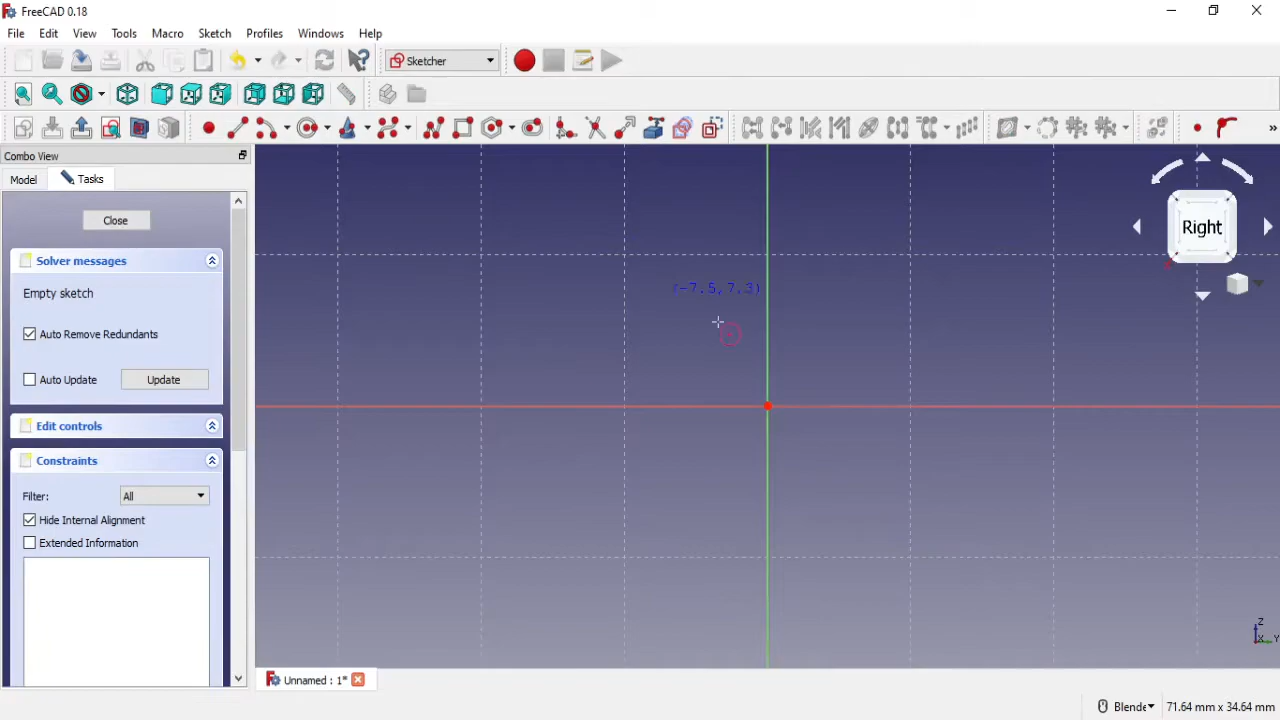 FreeCAD 0.18
File Edit View Tools Macro Sketch Profiles Windows Help
Sketcher
Combo View
Model Tasks
Close
Solver messages
Empty sketch
Auto Remove Redundants
Auto Update Update
Edit controls
Constraints
Filter: All
Hide Internal Alignment
Extended Information
(-7.5,7.3)
Right
Z
X Y
Unnamed : 1*
Blende 71.64 mm x 34.64 mm
»